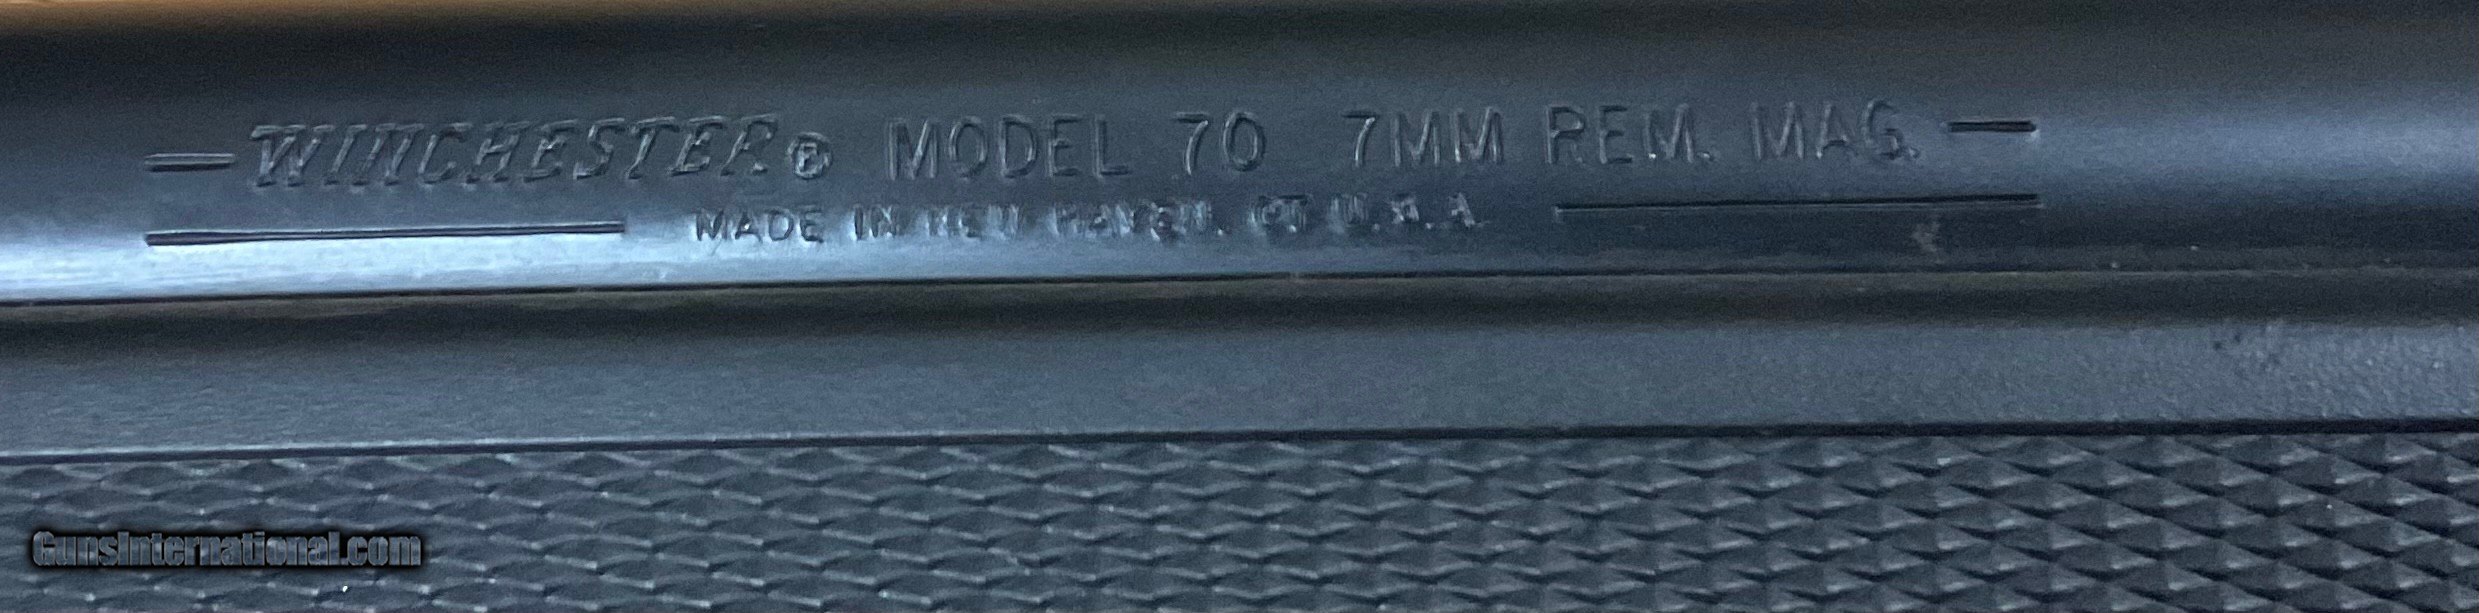 WINCHESTER® MODEL 70 7MM REM. MAG.
MADE IN NEW HAVEN, CT U.S.A.
GunsInternational.com